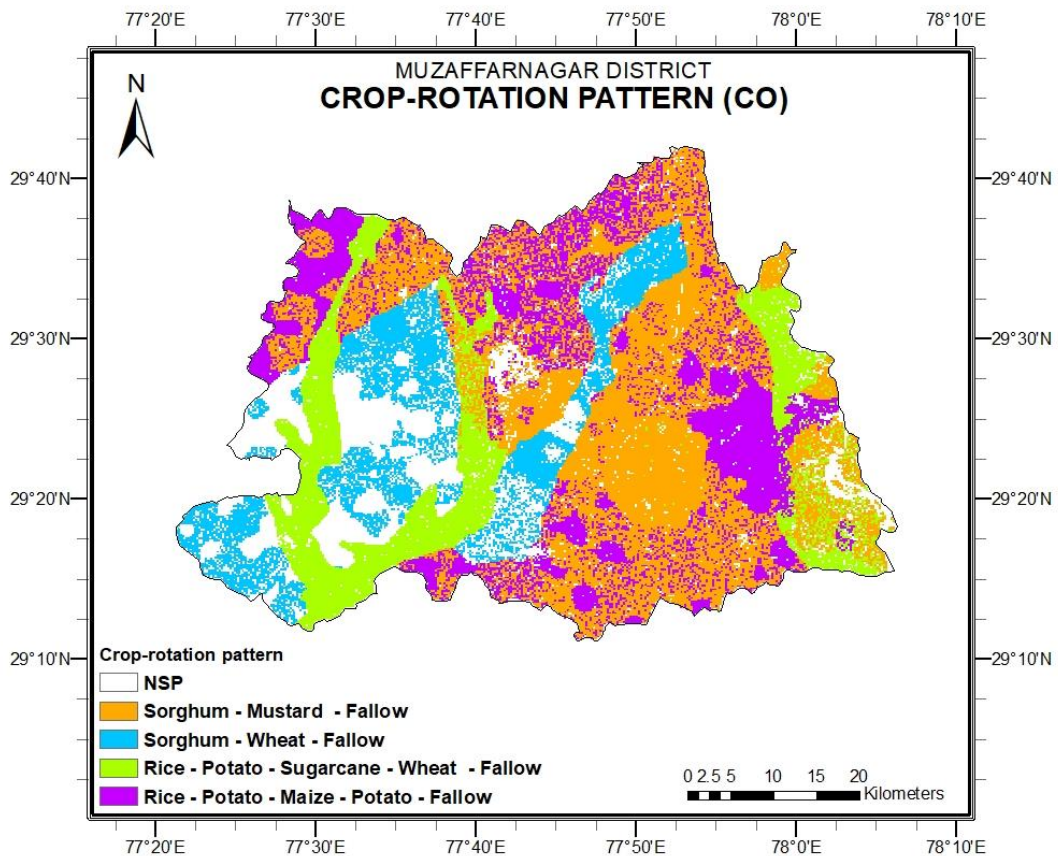 77°20'E 77°30'E 77°40'E 77°50'E 78°0'E 78°10'E
MUZAFFARNAGAR DISTRICT
CROP-ROTATION PATTERN (CO)
N
29°40'N 29°40'N
29°30'N 29°30'N
29°20'N 29°20'N
29°10'N 29°10'N
Crop-rotation pattern
NSP
Sorghum - Mustard - Fallow
Sorghum - Wheat - Fallow
Rice - Potato - Sugarcane - Wheat - Fallow
Rice - Potato - Maize - Potato - Fallow
0 2.5 5 10 15 20
Kilometers
77°20'E 77°30'E 77°40'E 77°50'E 78°0'E 78°10'E